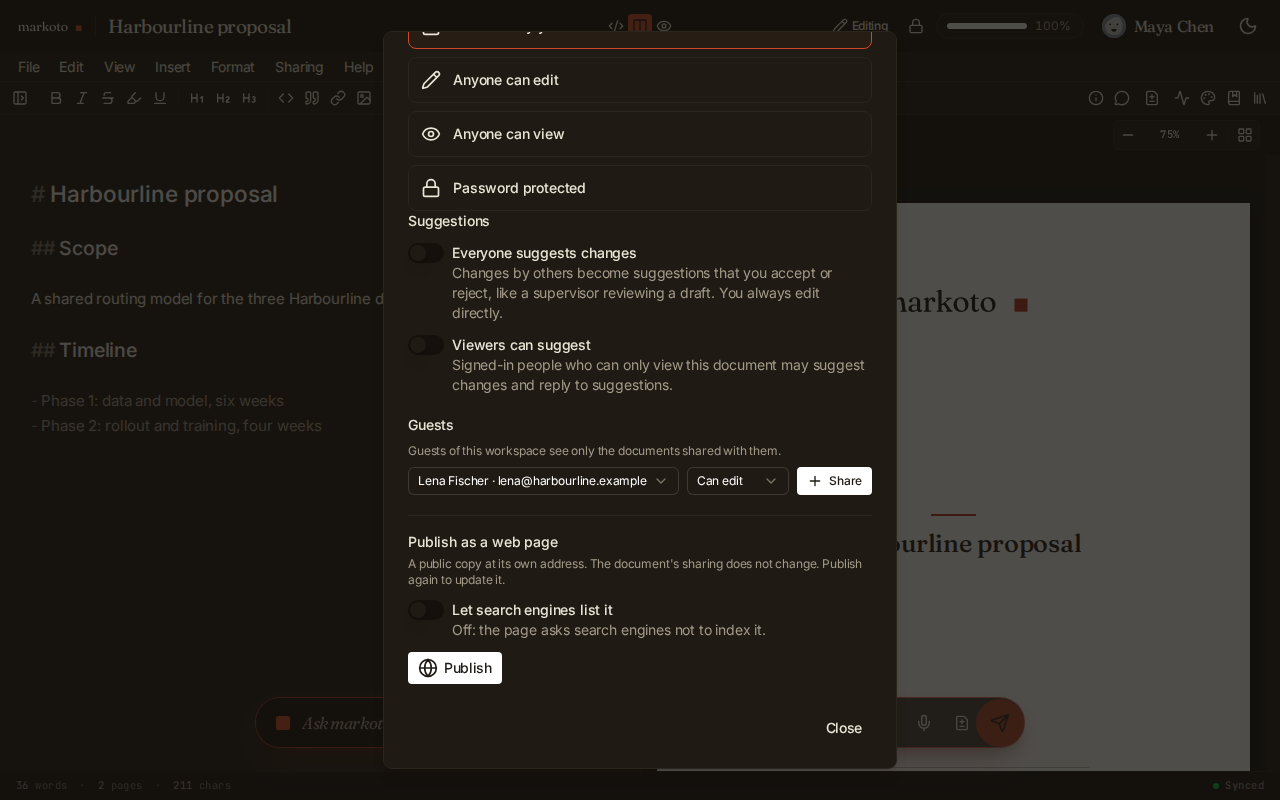 markoto
Harbourline proposal
Editing
100%
Maya Chen
File Edit View Insert Format Sharing Help
H1 H2 H3
Anyone can edit
Anyone can view
75%
Password protected
# Harbourline proposal
Suggestions
## Scope
Everyone suggests changes
Changes by others become suggestions that you accept or
reject, like a supervisor reviewing a draft. You always edit
directly.
A shared routing model for the three Harbourline
markoto
## Timeline
Viewers can suggest
Signed-in people who can only view this document may suggest
changes and reply to suggestions.
- Phase 1: data and model, six weeks
- Phase 2: rollout and training, four weeks
Guests
Guests of this workspace see only the documents shared with them.
Lena Fischer · lena@harbourline.example
Can edit
Share
Publish as a web page
proposal
A public copy at its own address. The document's sharing does not change. Publish
again to update it.
Let search engines list it
Off: the page asks search engines not to index it.
Publish
Ask markot
Close
36 words · 2 pages · 211 chars
Synced